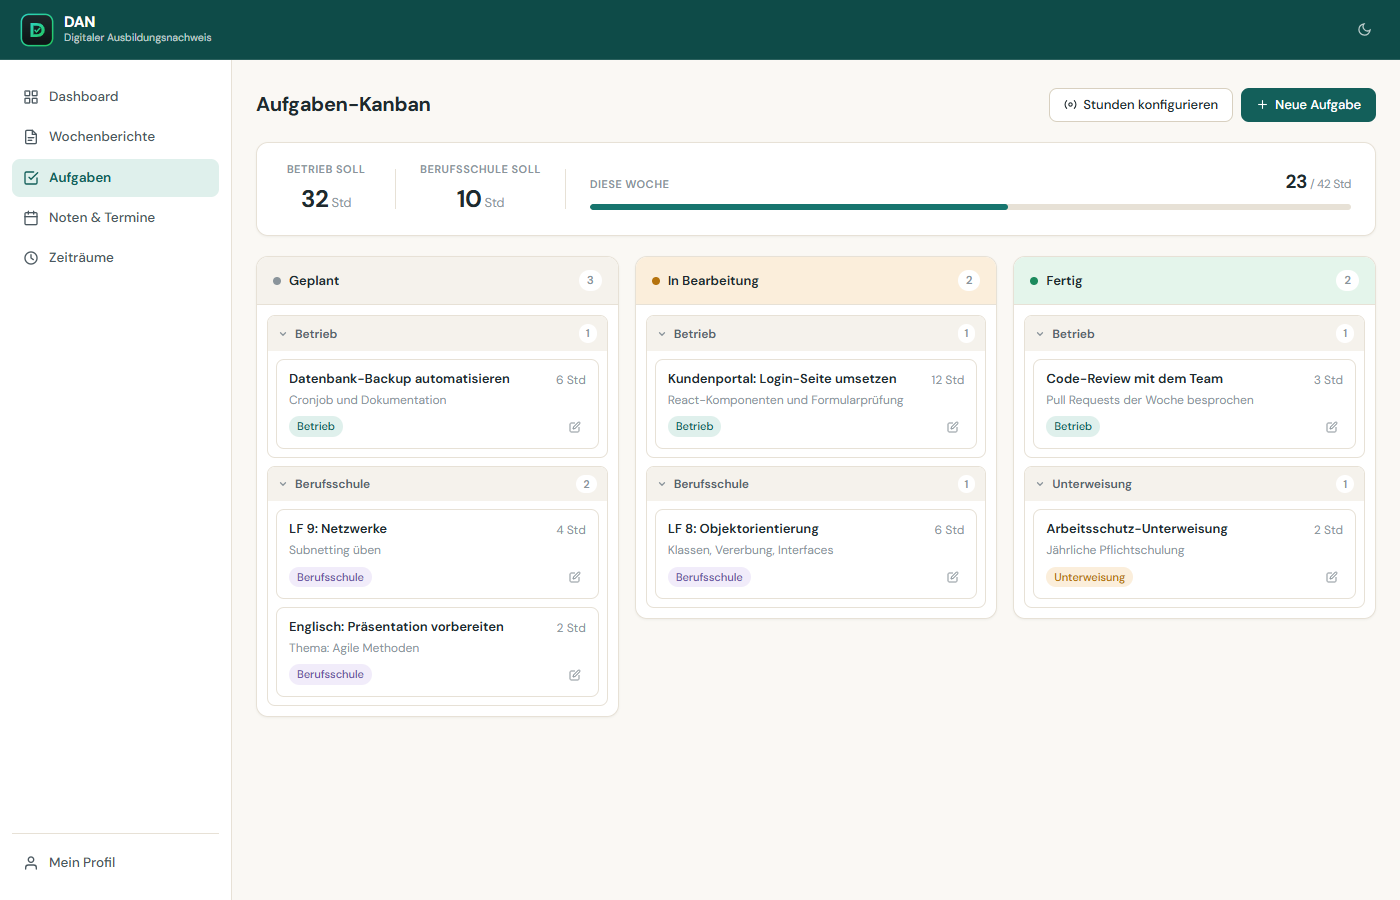 DAN
Digitaler Ausbildungsnachweis
Dashboard
Wochenberichte
Aufgaben
Noten & Termine
Zeiträume
Mein Profil
Aufgaben-Kanban
Stunden konfigurieren
Neue Aufgabe
BETRIEB SOLL
32 Std
BERUFSSCHULE SOLL
10 Std
DIESE WOCHE
23 / 42 Std
Geplant 3
Betrieb 1
Datenbank-Backup automatisieren 6 Std
Cronjob und Dokumentation
Betrieb
Berufsschule 2
LF 9: Netzwerke 4 Std
Subnetting üben
Berufsschule
Englisch: Präsentation vorbereiten 2 Std
Thema: Agile Methoden
Berufsschule
In Bearbeitung 2
Betrieb 1
Kundenportal: Login-Seite umsetzen 12 Std
React-Komponenten und Formularprüfung
Betrieb
Berufsschule 1
LF 8: Objektorientierung 6 Std
Klassen, Vererbung, Interfaces
Berufsschule
Fertig 2
Betrieb 1
Code-Review mit dem Team 3 Std
Pull Requests der Woche besprochen
Betrieb
Unterweisung 1
Arbeitsschutz-Unterweisung 2 Std
Jährliche Pflichtschulung
Unterweisung